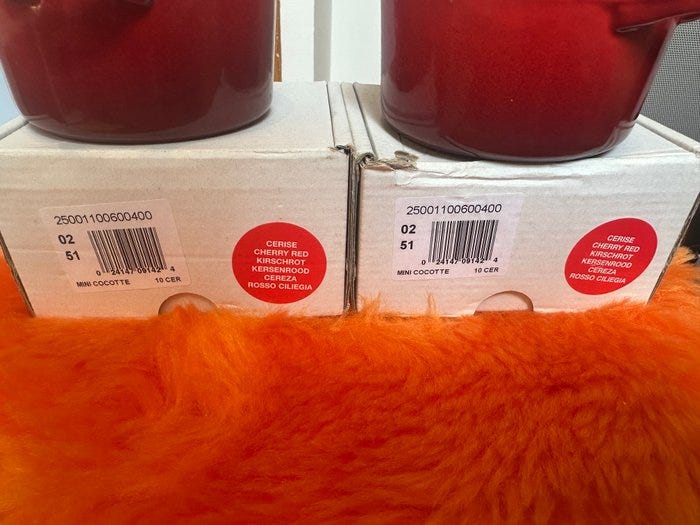 25001100600400
02
51
0 24147 09142 4
MINI COCOTTE 10 CER
CERISE
CHERRY RED
KIRSCHROT
KERSENROOD
CEREZA
ROSSO CILIEGIA
25001100600400
02
51
0 24147 09142 4
MINI COCOTTE 10 CER
CERISE
CHERRY RED
KIRSCHROT
KERSENROOD
CEREZA
ROSSO CILIEGIA